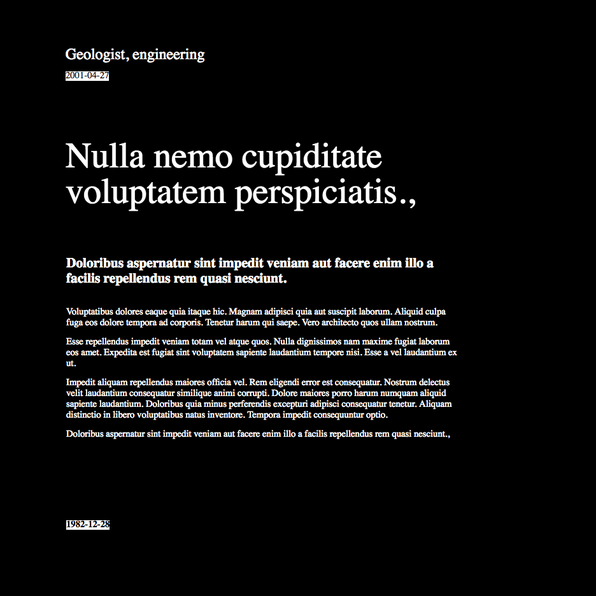 Geologist, engineering
2001-04-27
Nulla nemo cupiditate
voluptatem perspiciatis.,
Doloribus aspernatur sint impedit veniam aut facere enim illo a
facilis repellendus rem quasi nesciunt.
Voluptatibus dolores eaque quia itaque hic. Magnam adipisci quia aut suscipit laborum. Aliquid culpa
fuga eos dolore tempora ad corporis. Tenetur harum qui saepe. Vero architecto quos ullam nostrum.
Esse repellendus impedit veniam totam vel atque quos. Nulla dignissimos nam maxime fugiat laborum
eos amet. Expedita est fugiat sint voluptatem sapiente laudantium tempore nisi. Esse a vel laudantium ex
ut.
Impedit aliquam repellendus maiores officia vel. Rem eligendi error est consequatur. Nostrum delectus
velit laudantium consequatur similique animi corrupti. Dolore maiores porro harum numquam aliquid
sapiente laudantium. Doloribus quia minus perferendis excepturi adipisci consequatur tenetur. Aliquam
distinctio in libero voluptatibus natus inventore. Tempora impedit consequuntur optio.
Doloribus aspernatur sint impedit veniam aut facere enim illo a facilis repellendus rem quasi nesciunt.,
1982-12-28